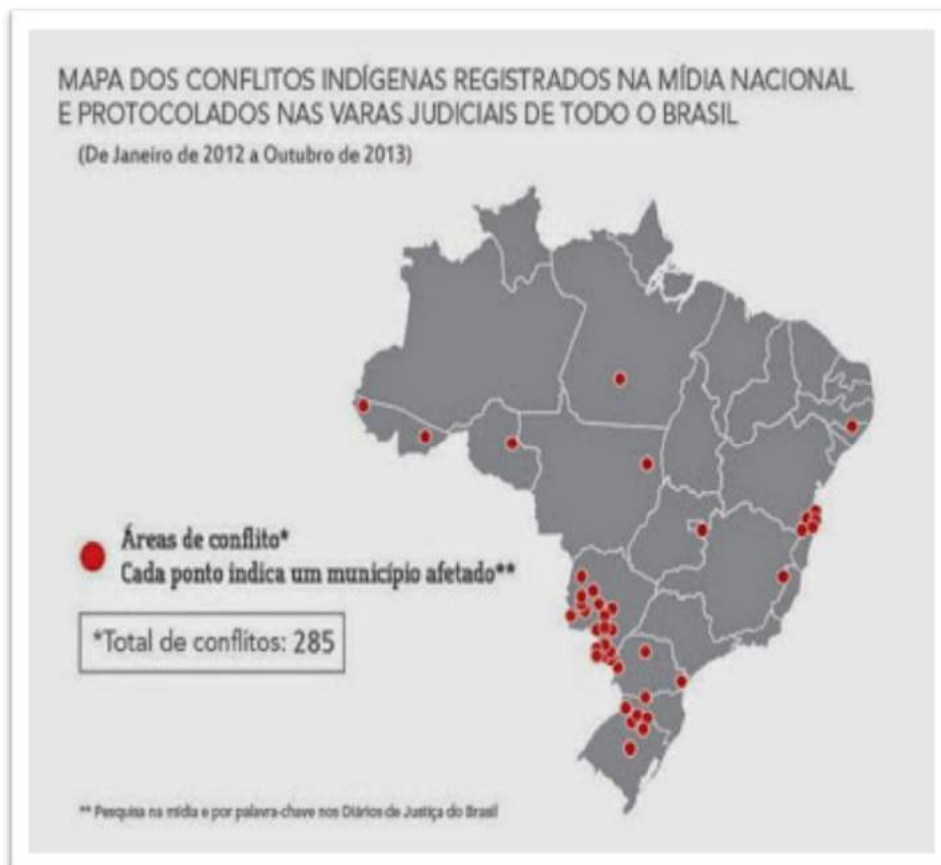 MAPA DOS CONFLITOS INDÍGENAS REGISTRADOS NA MÍDIA NACIONAL
E PROTOCOLADOS NAS VARAS JUDICIAIS DE TODO O BRASIL
(De Janeiro de 2012 a Outubro de 2013)
Áreas de conflito*
Cada ponto indica um município afetado**
*Total de conflitos: 285
** Pesquisa na mídia e por palavra-chave nos Diários de Justiça do Brasil